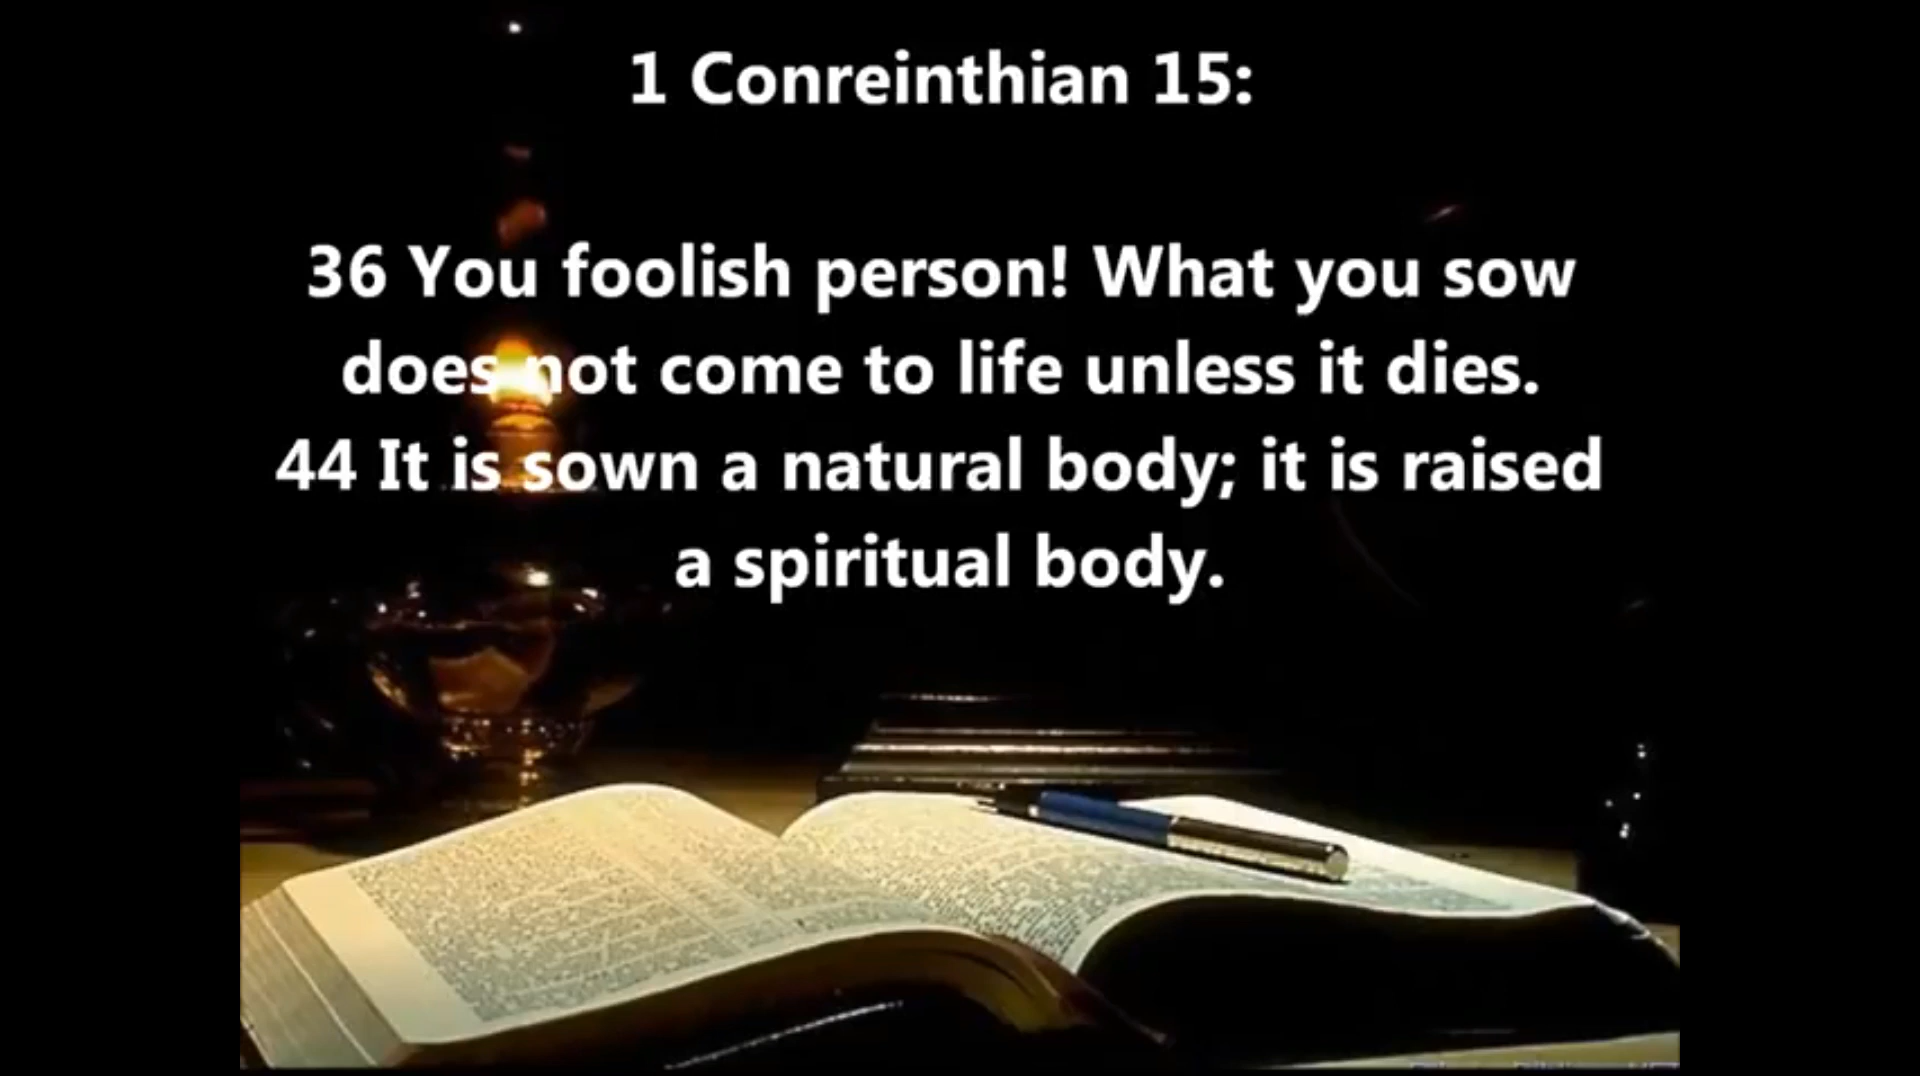 1 Conreinthian 15:
36 You foolish person! What you sow
does not come to life unless it dies.
44 It is sown a natural body; it is raised
a spiritual body.